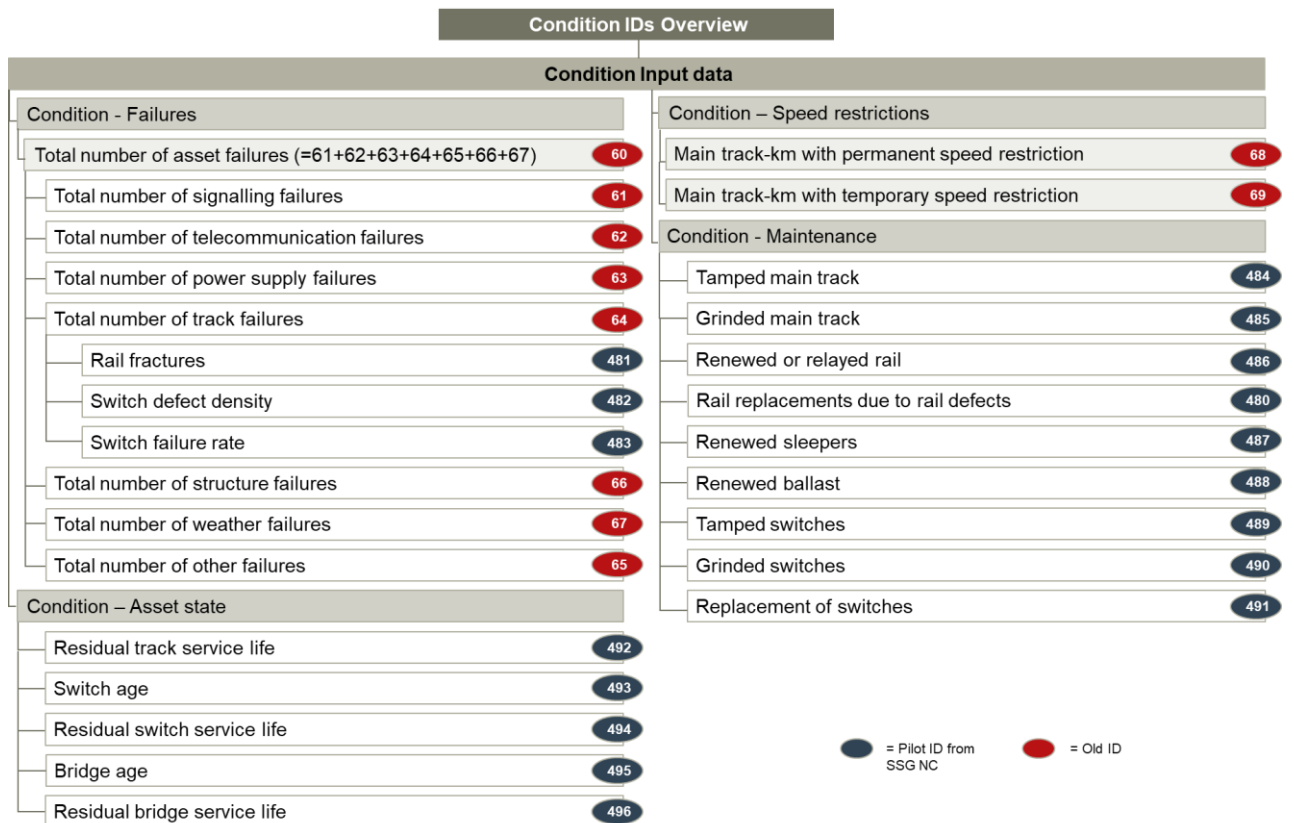 Condition IDs Overview
Condition Input data
Condition - Failures
Total number of asset failures (=61+62+63+64+65+66+67) 60
Total number of signalling failures 61
Total number of telecommunication failures 62
Total number of power supply failures 63
Total number of track failures 64
Rail fractures 481
Switch defect density 482
Switch failure rate 483
Total number of structure failures 66
Total number of weather failures 67
Total number of other failures 65
Condition – Asset state
Residual track service life 492
Switch age 493
Residual switch service life 494
Bridge age 495
Residual bridge service life 496
Condition – Speed restrictions
Main track-km with permanent speed restriction 68
Main track-km with temporary speed restriction 69
Condition - Maintenance
Tamped main track 484
Grinded main track 485
Renewed or relayed rail 486
Rail replacements due to rail defects 480
Renewed sleepers 487
Renewed ballast 488
Tamped switches 489
Grinded switches 490
Replacement of switches 491
= Pilot ID from
SSG NC
= Old ID